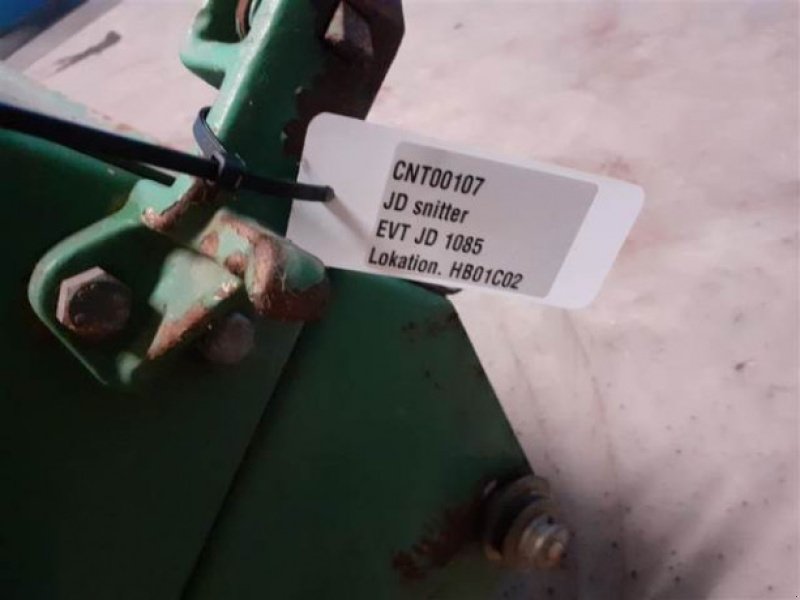 CNT00107
JD snitter
EVT JD 1085
Lokation. HB01C02